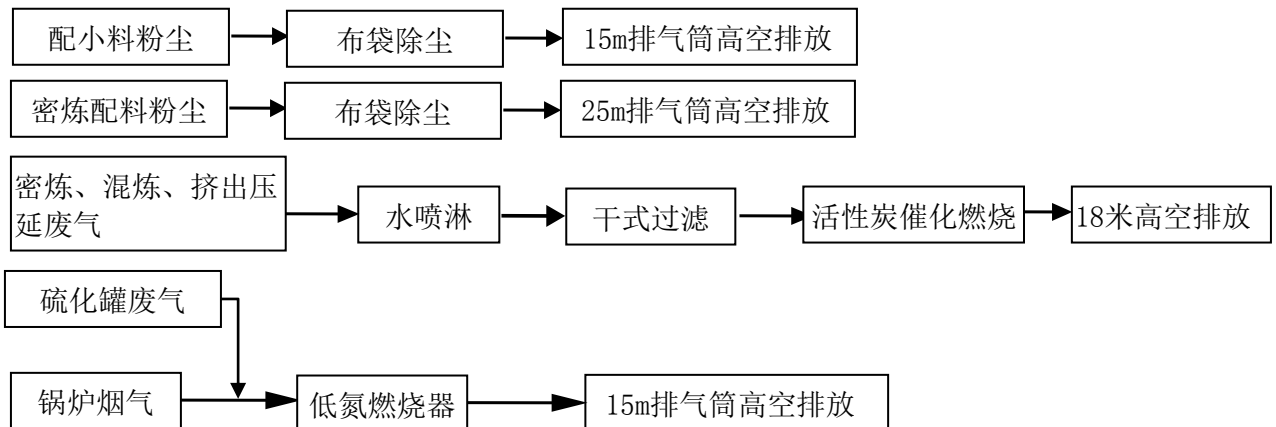 配小料粉尘
布袋除尘
15m排气筒高空排放
密炼配料粉尘
布袋除尘
25m排气筒高空排放
密炼、混炼、挤出压
延废气
水喷淋
干式过滤
活性炭催化燃烧
18米高空排放
硫化罐废气
锅炉烟气
低氮燃烧器
15m排气筒高空排放